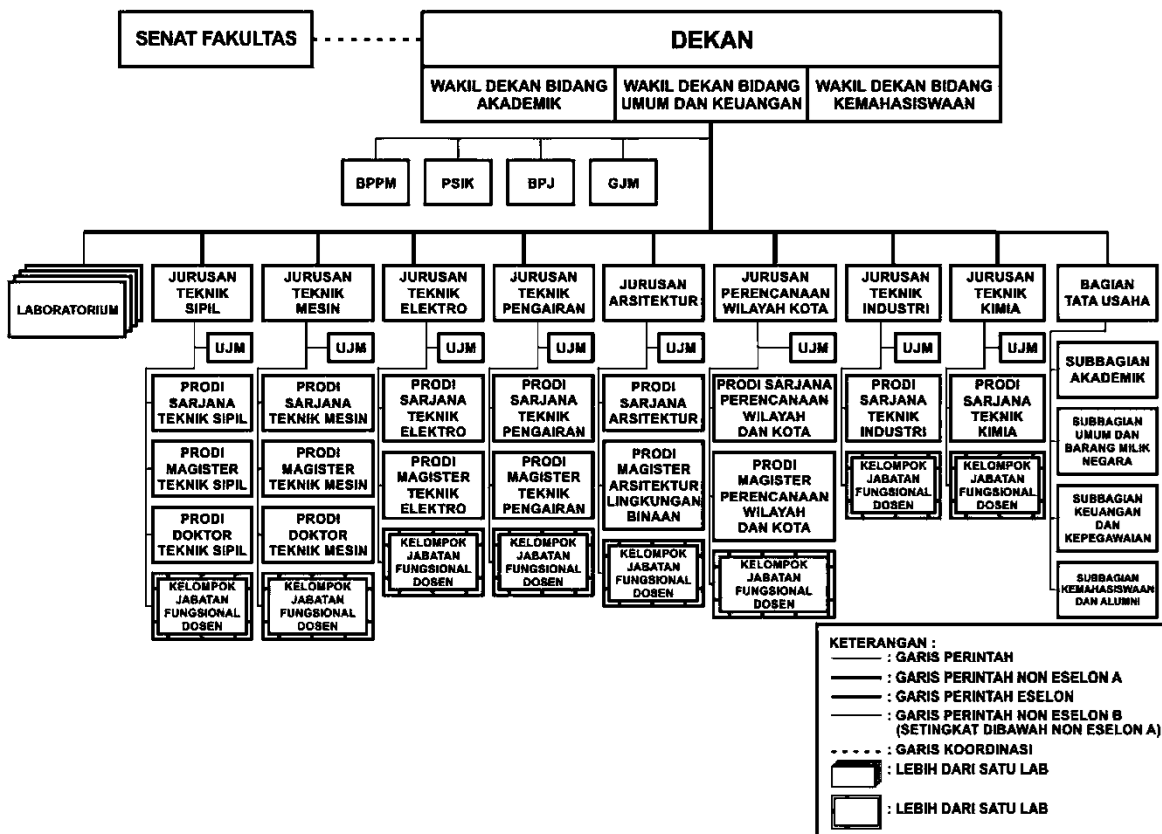 SENAT FAKULTAS
DEKAN
WAKIL DEKAN BIDANG
AKADEMIK
WAKIL DEKAN BIDANG
UMUM DAN KEUANGAN
WAKIL DEKAN BIDANG
KEMAHASISWAAN
BPPM
PSIK
BPJ
GJM
LABORATORIUM
JURUSAN
TEKNIK
SIPIL
UJM
PRODI
SARJANA
TEKNIK SIPIL
PRODI
MAGISTER
TEKNIK SIPIL
PRODI
DOKTOR
TEKNIK SIPIL
KELOMPOK
JABATAN
FUNGSIONAL
DOSEN
JURUSAN
TEKNIK
MESIN
UJM
PRODI
SARJANA
TEKNIK MESIN
PRODI
MAGISTER
TEKNIK MESIN
PRODI
DOKTOR
TEKNIK MESIN
KELOMPOK
JABATAN
FUNGSIONAL
DOSEN
JURUSAN
TEKNIK
ELEKTRO
UJM
PRODI
SARJANA
TEKNIK
ELEKTRO
PRODI
MAGISTER
TEKNIK
ELEKTRO
KELOMPOK
JABATAN
FUNGSIONAL
DOSEN
JURUSAN
TEKNIK
PENGAIRAN
UJM
PRODI
SARJANA
TEKNIK
PENGAIRAN
PRODI
MAGISTER
TEKNIK
PENGAIRAN
KELOMPOK
JABATAN
FUNGSIONAL
DOSEN
JURUSAN
ARSITEKTUR
UJM
PRODI
SARJANA
ARSITEKTUR
PRODI
MAGISTER
ARSITEKTUR
LINGKUNGAN
BINAAN
KELOMPOK
JABATAN
FUNGSIONAL
DOSEN
JURUSAN
PERENCANAAN
WILAYAH KOTA
UJM
PRODI SARJANA
PERENCANAAN
WILAYAH
DAN KOTA
PRODI
MAGISTER
PERENCANAAN
WILAYAH
DAN KOTA
KELOMPOK
JABATAN
FUNGSIONAL
DOSEN
JURUSAN
TEKNIK
INDUSTRI
UJM
PRODI
SARJANA
TEKNIK
INDUSTRI
KELOMPOK
JABATAN
FUNGSIONAL
DOSEN
JURUSAN
TEKNIK
KIMIA
UJM
PRODI
SARJANA
TEKNIK
KIMIA
KELOMPOK
JABATAN
FUNGSIONAL
DOSEN
BAGIAN
TATA USAHA
SUBBAGIAN
AKADEMIK
SUBBAGIAN
UMUM DAN
BARANG MILIK
NEGARA
SUBBAGIAN
KEUANGAN
DAN
KEPEGAWAIAN
SUBBAGIAN
KEMAHASISWAAN
DAN ALUMNI
KETERANGAN :
: GARIS PERINTAH
: GARIS PERINTAH NON ESELON A
: GARIS PERINTAH ESELON
: GARIS PERINTAH NON ESELON B
(SETINGKAT DIBAWAH NON ESELON A)
: GARIS KOORDINASI
: LEBIH DARI SATU LAB
: LEBIH DARI SATU LAB